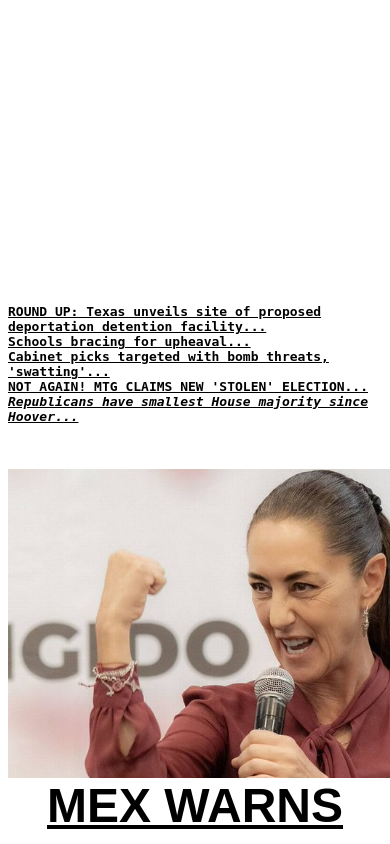 ROUND UP: Texas unveils site of proposed
deportation detention facility...
Schools bracing for upheaval...
Cabinet picks targeted with bomb threats,
'swatting'...
NOT AGAIN! MTG CLAIMS NEW 'STOLEN' ELECTION...
Republicans have smallest House majority since
Hoover...
IGIDO
MEX WARNS